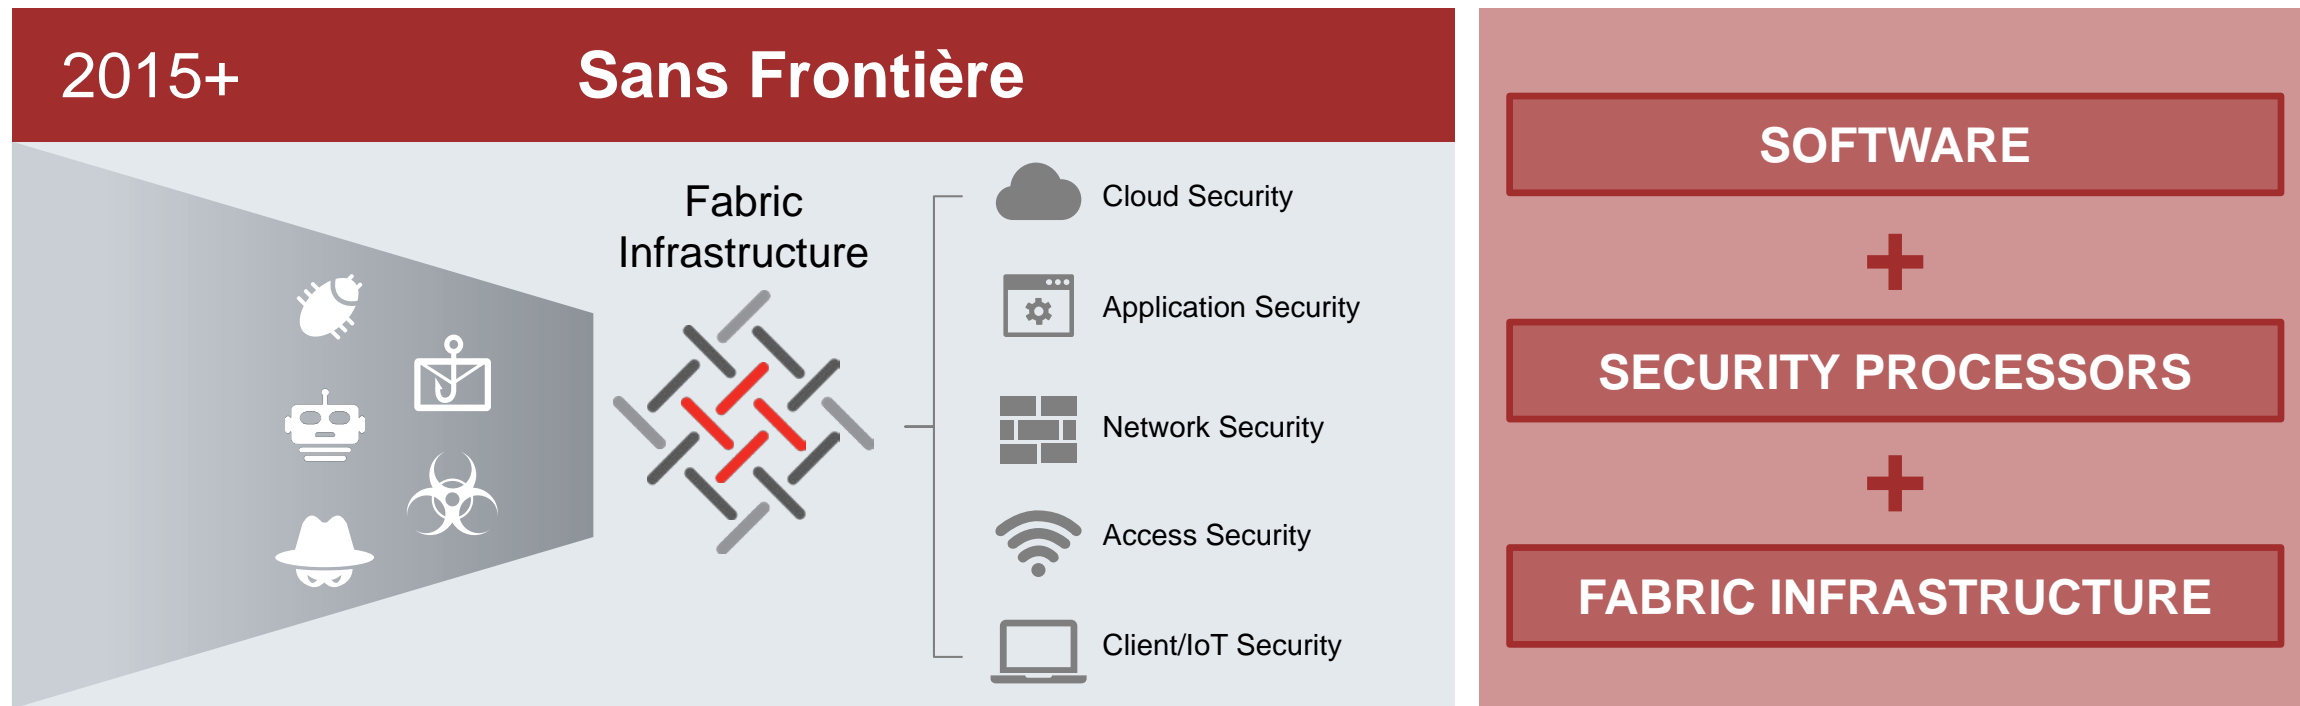 2015+
Sans Frontière
Fabric
Infrastructure
Cloud Security
Application Security
Network Security
Access Security
Client/IoT Security
SOFTWARE
+
SECURITY PROCESSORS
+
FABRIC INFRASTRUCTURE